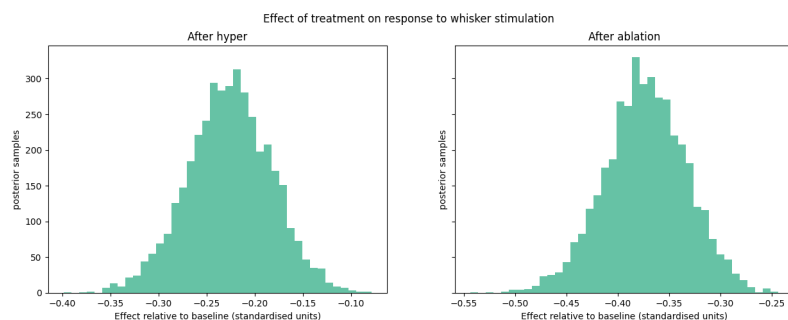 Effect of treatment on response to whisker stimulation
After hyper
posterior samples
300
250
200
150
100
50
0
−0.40 −0.35 −0.30 −0.25 −0.20 −0.15 −0.10
Effect relative to baseline (standardised units)
After ablation
posterior samples
−0.55 −0.50 −0.45 −0.40 −0.35 −0.30 −0.25
Effect relative to baseline (standardised units)